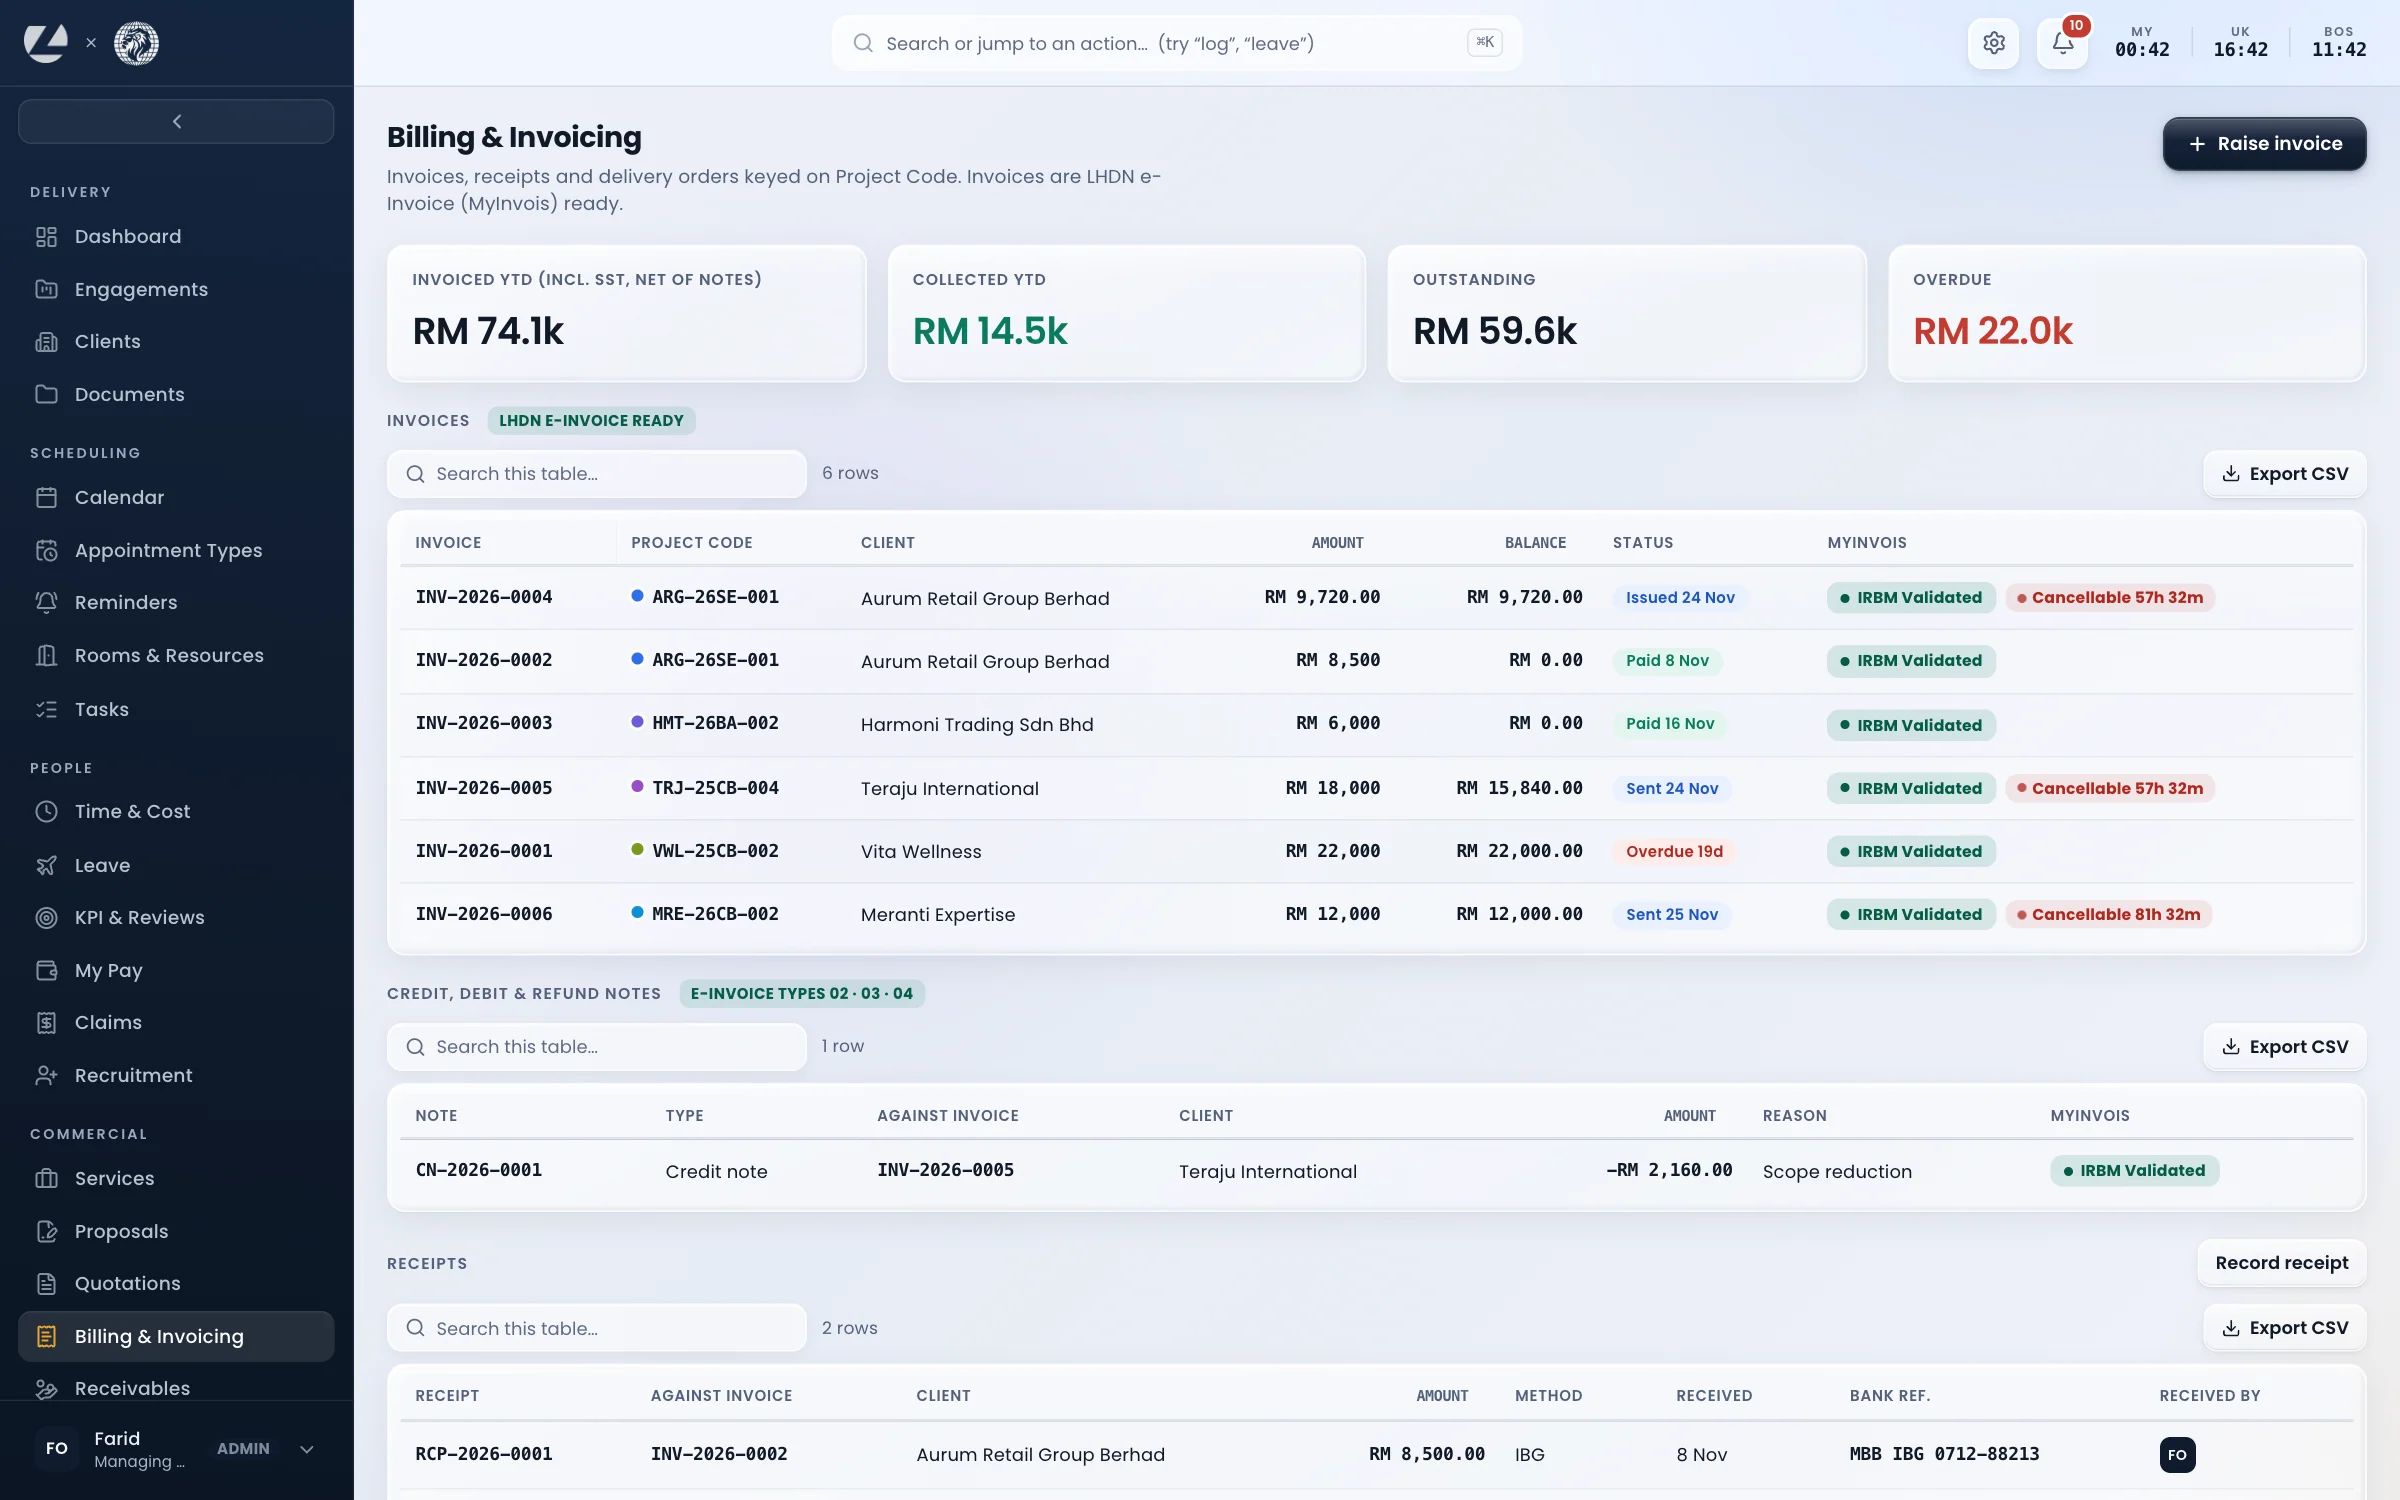 ×
Search or jump to an action... (try “log”, “leave”)
⌘K
10
MY
00:42
UK
16:42
BOS
11:42
DELIVERY
Dashboard
Engagements
Clients
Documents
SCHEDULING
Calendar
Appointment Types
Reminders
Rooms & Resources
Tasks
PEOPLE
Time & Cost
Leave
KPI & Reviews
My Pay
Claims
Recruitment
COMMERCIAL
Services
Proposals
Quotations
Billing & Invoicing
Receivables
FO
Farid
Managing ...
ADMIN
Billing & Invoicing
Invoices, receipts and delivery orders keyed on Project Code. Invoices are LHDN e-
Invoice (MyInvois) ready.
+ Raise invoice
INVOICED YTD (INCL. SST, NET OF NOTES)
RM 74.1k
COLLECTED YTD
RM 14.5k
OUTSTANDING
RM 59.6k
OVERDUE
RM 22.0k
INVOICES LHDN E-INVOICE READY
Search this table... 6 rows Export CSV
INVOICE PROJECT CODE CLIENT AMOUNT BALANCE STATUS MYINVOIS
INV-2026-0004 ARG-26SE-001 Aurum Retail Group Berhad RM 9,720.00 RM 9,720.00 Issued 24 Nov IRBM Validated Cancellable 57h 32m
INV-2026-0002 ARG-26SE-001 Aurum Retail Group Berhad RM 8,500 RM 0.00 Paid 8 Nov IRBM Validated
INV-2026-0003 HMT-26BA-002 Harmoni Trading Sdn Bhd RM 6,000 RM 0.00 Paid 16 Nov IRBM Validated
INV-2026-0005 TRJ-25CB-004 Teraju International RM 18,000 RM 15,840.00 Sent 24 Nov IRBM Validated Cancellable 57h 32m
INV-2026-0001 VWL-25CB-002 Vita Wellness RM 22,000 RM 22,000.00 Overdue 19d IRBM Validated
INV-2026-0006 MRE-26CB-002 Meranti Expertise RM 12,000 RM 12,000.00 Sent 25 Nov IRBM Validated Cancellable 81h 32m
CREDIT, DEBIT & REFUND NOTES E-INVOICE TYPES 02 · 03 · 04
Search this table... 1 row Export CSV
NOTE TYPE AGAINST INVOICE CLIENT AMOUNT REASON MYINVOIS
CN-2026-0001 Credit note INV-2026-0005 Teraju International -RM 2,160.00 Scope reduction IRBM Validated
RECEIPTS Record receipt
Search this table... 2 rows Export CSV
RECEIPT AGAINST INVOICE CLIENT AMOUNT METHOD RECEIVED BANK REF. RECEIVED BY
RCP-2026-0001 INV-2026-0002 Aurum Retail Group Berhad RM 8,500.00 IBG 8 Nov MBB IBG 0712-88213 FO